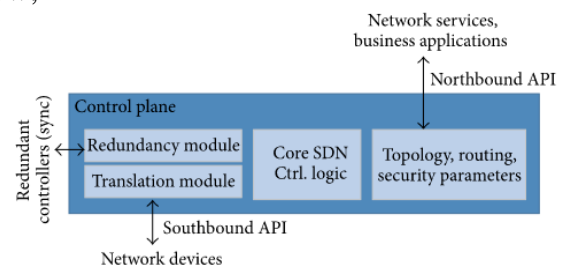 Network services,
business applications
Northbound API
Control plane
Redundant
controllers (sync)
Redundancy module
Translation module
Core SDN
Ctrl. logic
Topology, routing,
security parameters
Southbound API
Network devices